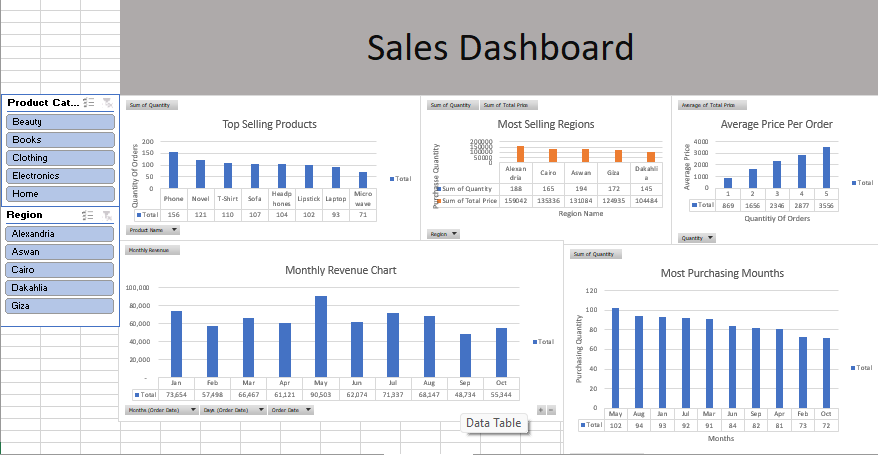 Sales Dashboard
Product Cat...
Beauty
Books
Clothing
Electronics
Home
Region
Alexandria
Aswan
Cairo
Dakahlia
Giza
Sum of Quantity
Top Selling Products
Quantity Of Orders
200
150
100
50
0
Phone Novel T-Shirt Sofa Headphones Lipstick Laptop Microwave
Total 156 121 110 107 104 102 93 71
Total
Product Name
Sum of Quantity Sum of Total Price
Most Selling Regions
Purchase Quantity
200000
150000
100000
50000
0
Alexandria Cairo Aswan Giza Dakahlia
Sum of Quantity 188 165 194 172 145
Sum of Total Price 159042 135336 131084 124935 104484
Region Name
Region
Average of Total Price
Average Price Per Order
Average Price
4000
3000
2000
1000
0
1 2 3 4 5
Total 869 1656 2346 2877 3556
Total
Quantitiy Of Orders
Quantity
Monthly Revenue
Monthly Revenue Chart
100,000
80,000
60,000
40,000
20,000
-
Jan Feb Mar Apr May Jun Jul Aug Sep Oct
Total 73,654 57,498 66,467 61,121 90,503 62,074 71,337 68,147 48,734 55,344
Total
Months (Order Date) Days (Order Date) Order Date
+ -
Data Table
Sum of Quantity
Most Purchasing Mounths
Purchasing Quantity
120
100
80
60
40
20
0
May Aug Jan Jul Mar Jun Sep Apr Feb Oct
Total 102 94 93 92 91 84 82 81 73 72
Total
Months